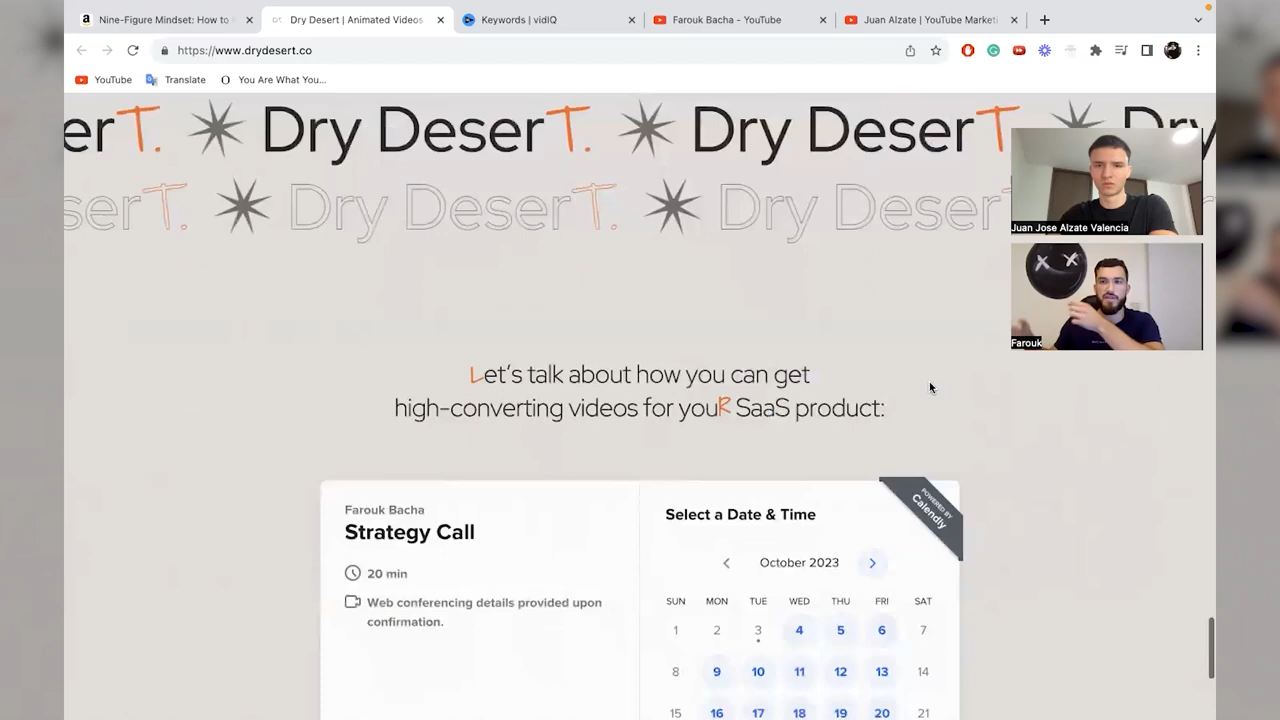 Nine-Figure Mindset: How to
Dry Desert | Animated Videos
Keywords | vidIQ
Farouk Bacha - YouTube
Juan Alzate | YouTube Marketi
https://www.drydesert.co
YouTube
Translate
You Are What You...
erT. Dry DeserT. Dry DeserT. Dry
serT. Dry DeserT. Dry DeserT.
Juan Jose Alzate Valencia
Farouk
Let's talk about how you can get
high-converting videos for youR SaaS product:
Farouk Bacha
Strategy Call
20 min
Web conferencing details provided upon
confirmation.
POWERED BY
Calendly
Select a Date & Time
October 2023
SUN MON TUE WED THU FRI SAT
1 2 3 4 5 6 7
8 9 10 11 12 13 14
15 16 17 18 19 20 21